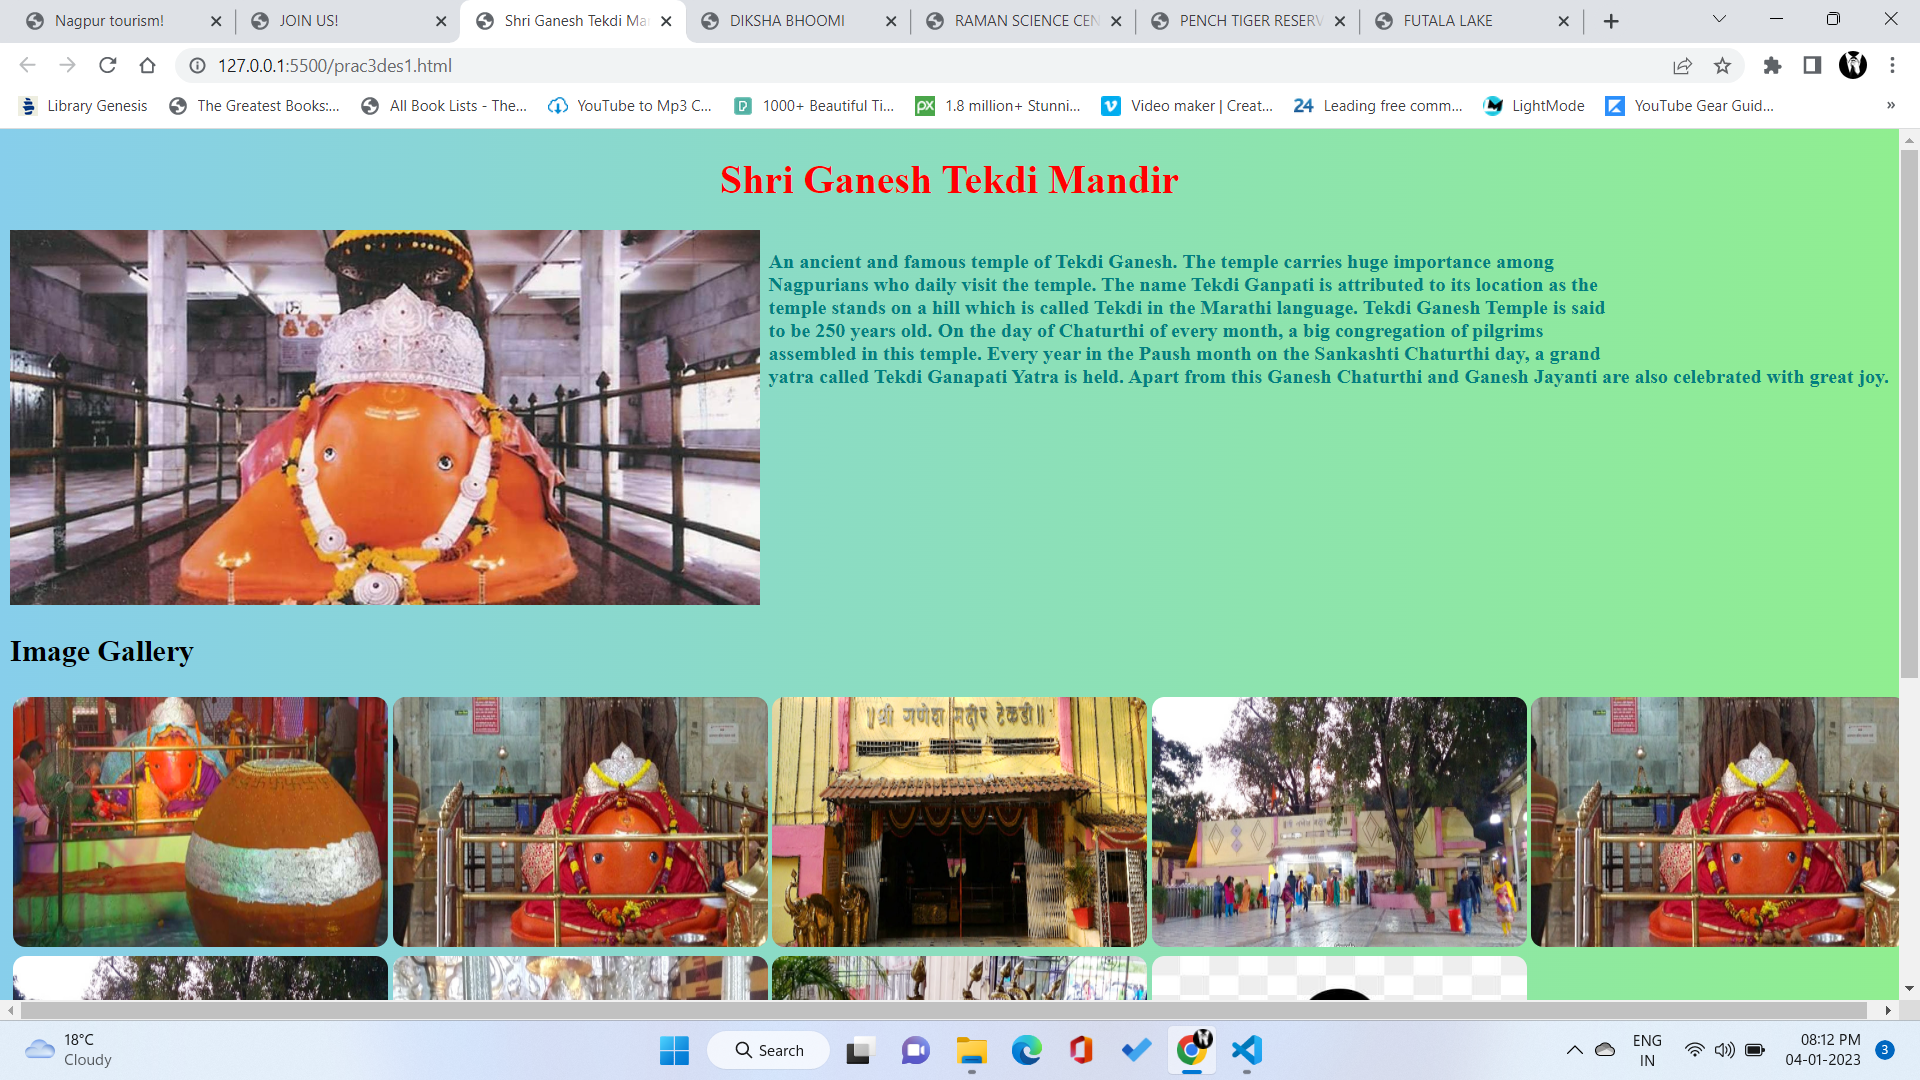 Nagpur tourism!
JOIN US!
Shri Ganesh Tekdi Ma
DIKSHA BHOOMI
RAMAN SCIENCE CEN
PENCH TIGER RESERV
FUTALA LAKE
127.0.0.1:5500/prac3des1.html
Library Genesis
The Greatest Books:...
All Book Lists - The...
YouTube to Mp3 C...
1000+ Beautiful Ti...
1.8 million+ Stunni...
Video maker | Creat...
24 Leading free comm...
LightMode
YouTube Gear Guid...
»
Shri Ganesh Tekdi Mandir
An ancient and famous temple of Tekdi Ganesh. The temple carries huge importance among
Nagpurians who daily visit the temple. The name Tekdi Ganpati is attributed to its location as the
temple stands on a hill which is called Tekdi in the Marathi language. Tekdi Ganesh Temple is said
to be 250 years old. On the day of Chaturthi of every month, a big congregation of pilgrims
assembled in this temple. Every year in the Paush month on the Sankashti Chaturthi day, a grand
yatra called Tekdi Ganapati Yatra is held. Apart from this Ganesh Chaturthi and Ganesh Jayanti are also celebrated with great joy.
Image Gallery
॥श्री गणेश मंदीर टेकडी॥
18°C
Cloudy
Search
ENG
IN
08:12 PM
04-01-2023
3